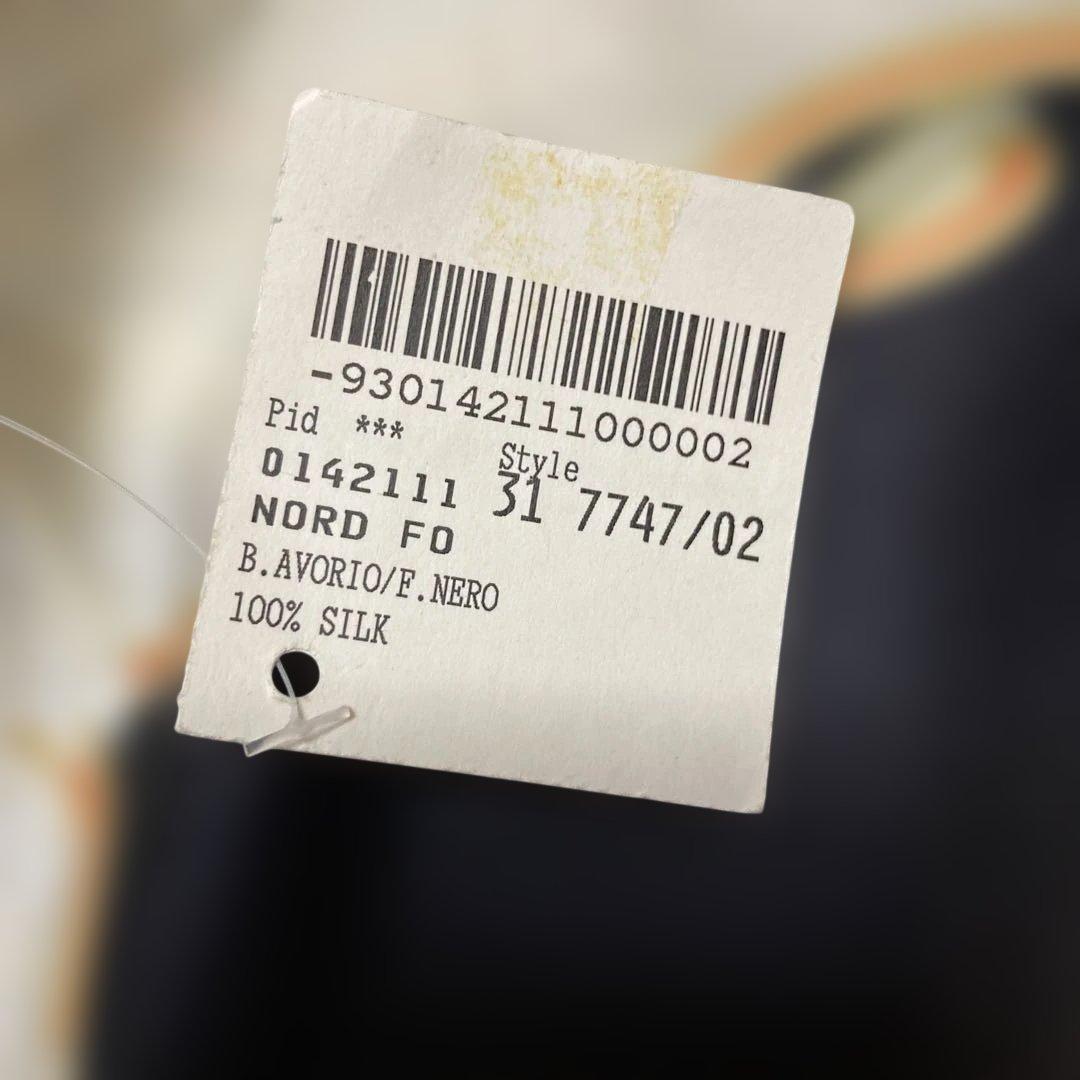 -930142111000002
Pid *** Style
0142111 31 7747/02
NORD FO
B.AVORIO/F.NERO
100% SILK